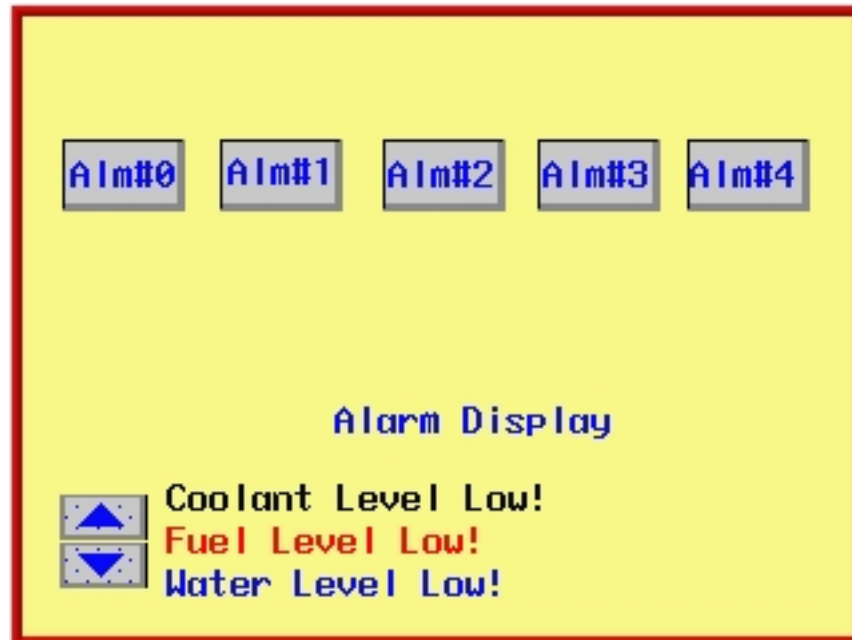 Alm#0 Alm#1 Alm#2 Alm#3 Alm#4
Alarm Display
Coolant Level Low!
Fuel Level Low!
Water Level Low!